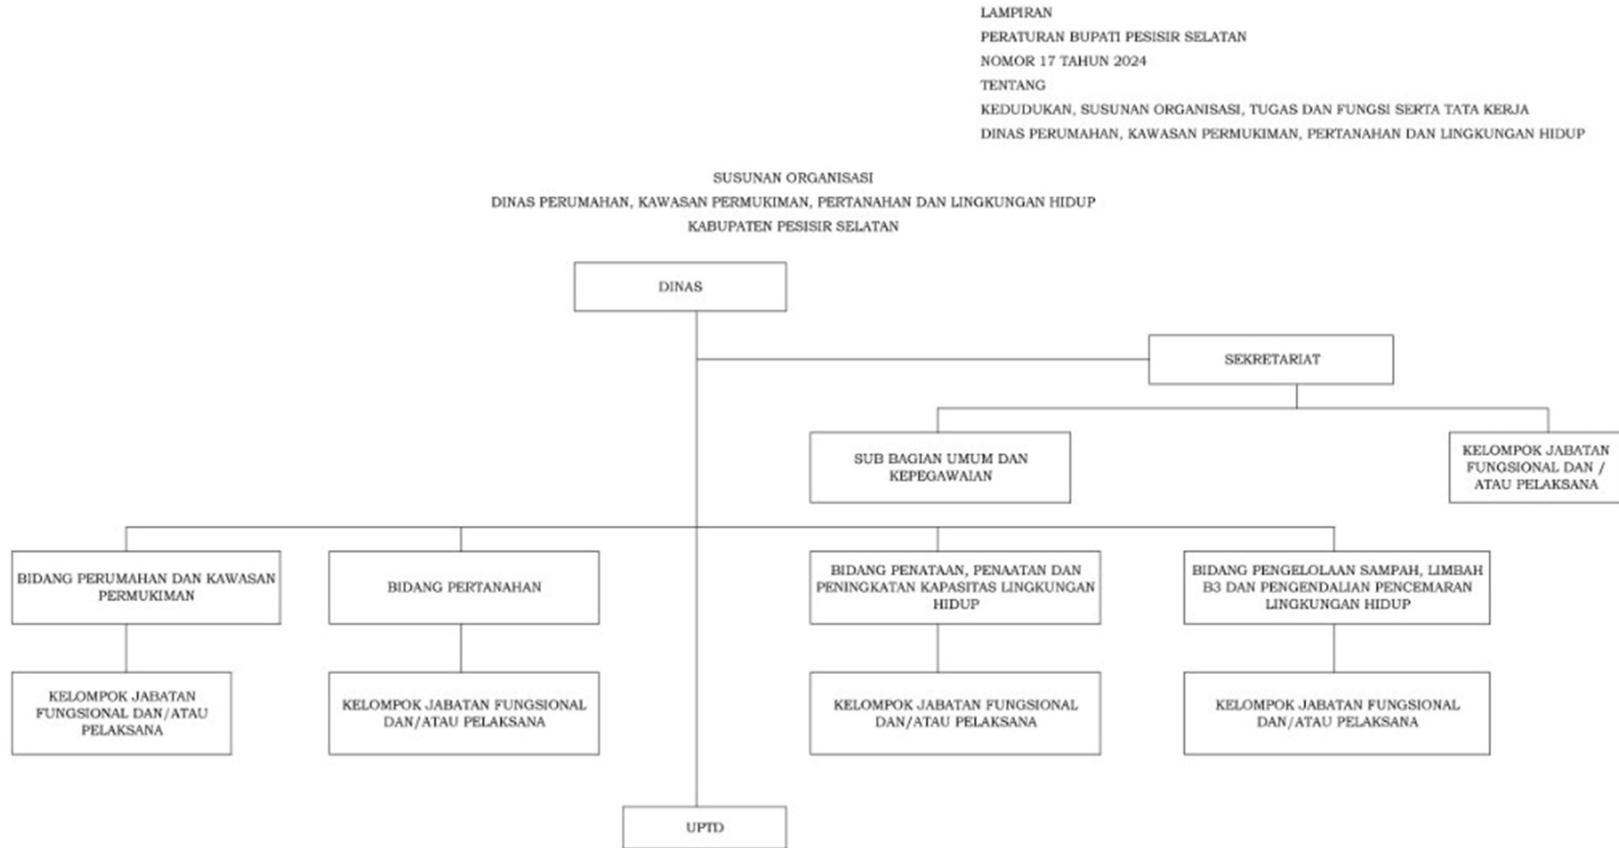 LAMPIRAN
PERATURAN BUPATI PESISIR SELATAN
NOMOR 17 TAHUN 2024
TENTANG
KEDUDUKAN, SUSUNAN ORGANISASI, TUGAS DAN FUNGSI SERTA TATA KERJA
DINAS PERUMAHAN, KAWASAN PERMUKIMAN, PERTANAHAN DAN LINGKUNGAN HIDUP
SUSUNAN ORGANISASI
DINAS PERUMAHAN, KAWASAN PERMUKIMAN, PERTANAHAN DAN LINGKUNGAN HIDUP
KABUPATEN PESISIR SELATAN
DINAS
SEKRETARIAT
SUB BAGIAN UMUM DAN
KEPEGAWAIAN
KELOMPOK JABATAN
FUNGSIONAL DAN /
ATAU PELAKSANA
BIDANG PERUMAHAN DAN KAWASAN
PERMUKIMAN
BIDANG PERTANAHAN
BIDANG PENATAAN, PENAATAN DAN
PENINGKATAN KAPASITAS LINGKUNGAN
HIDUP
BIDANG PENGELOLAAN SAMPAH, LIMBAH
B3 DAN PENGENDALIAN PENCEMARAN
LINGKUNGAN HIDUP
KELOMPOK JABATAN
FUNGSIONAL DAN/ATAU
PELAKSANA
KELOMPOK JABATAN FUNGSIONAL
DAN/ATAU PELAKSANA
KELOMPOK JABATAN FUNGSIONAL
DAN/ATAU PELAKSANA
KELOMPOK JABATAN FUNGSIONAL
DAN/ATAU PELAKSANA
UPTD